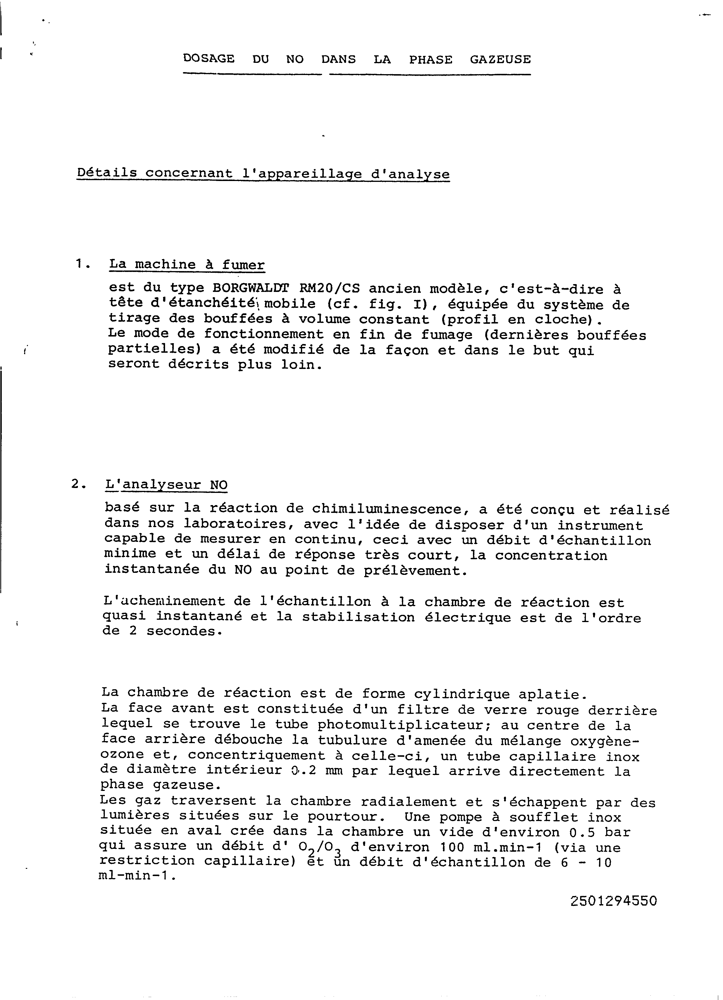 DOSAGE DU NO DANS LA PHASE GAZEUSE
Détails concernant l'appareillage d'analyse
1. La machine à fumer
est du type BORGWALDT RM20/CS ancien modèle, c'est-à-dire à
tête d'étanchéité mobile (cf. fig. I), équipée du système de
tirage des bouffées à volume constant (profil en cloche).
Le mode de fonctionnement en fin de fumage (dernières bouffées
partielles) a été modifié de la façon et dans le but qui
seront décrits plus loin.
2. L'analyseur NO
basé sur la réaction de chimiluminescence, a été conçu et réalisé
dans nos laboratoires, avec l'idée de disposer d'un instrument
capable de mesurer en continu, ceci avec un débit d'échantillon
minime et un délai de réponse très court, la concentration
instantanée du NO au point de prélèvement.
L'acheminement de l'échantillon à la chambre de réaction est
quasi instantané et la stabilisation électrique est de l'ordre
de 2 secondes.
La chambre de réaction est de forme cylindrique aplatie.
La face avant est constituée d'un filtre de verre rouge derrière
lequel se trouve le tube photomultiplicateur; au centre de la
face arrière débouche la tubulure d'amenée du mélange oxygène-
ozone et, concentriquement à celle-ci, un tube capillaire inox
de diamètre intérieur 0.2 mm par lequel arrive directement la
phase gazeuse.
Les gaz traversent la chambre radialement et s'échappent par des
lumières situées sur le pourtour. Une pompe à soufflet inox
située en aval crée dans la chambre un vide d'environ 0.5 bar
qui assure un débit d' O2/O3 d'environ 100 ml.min-1 (via une
restriction capillaire) et un débit d'échantillon de 6 - 10
ml-min-1.
2501294550